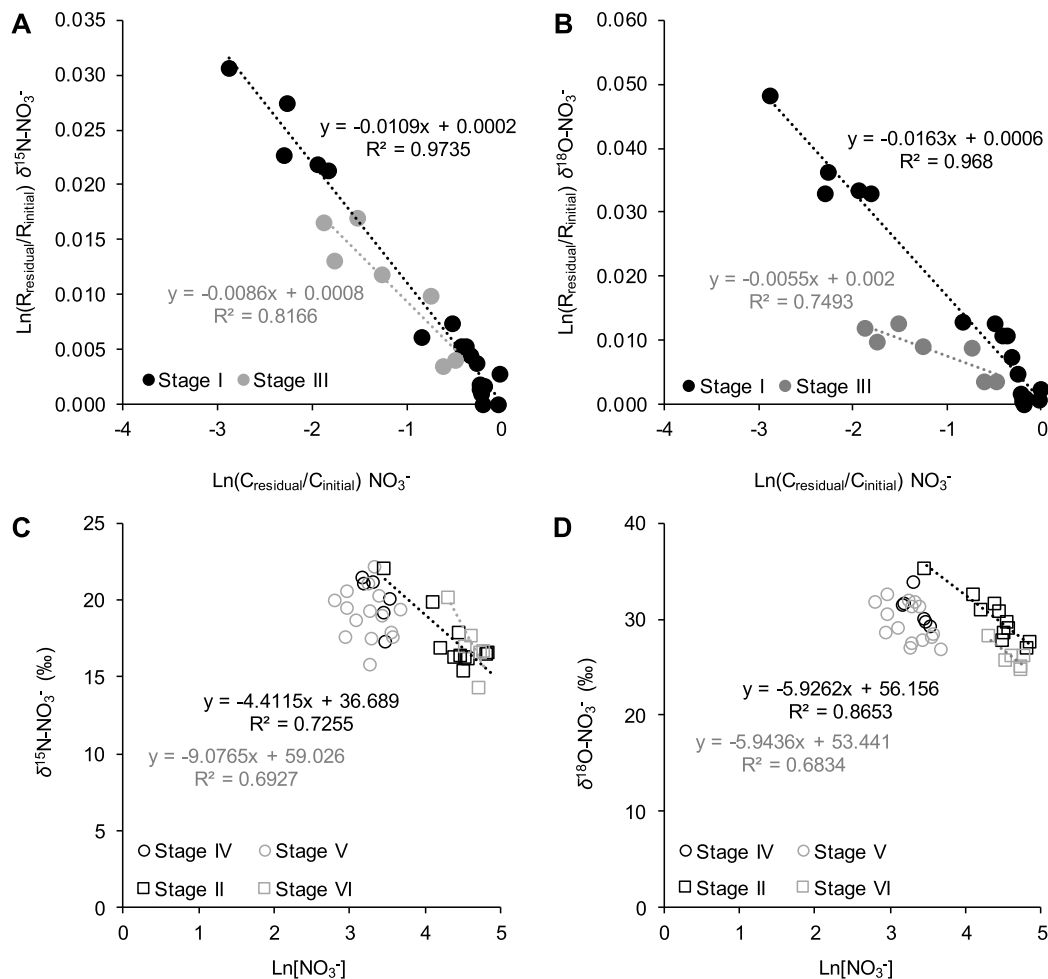 A
Ln(Rresidual/Rinitial) δ15N-NO3-
0.035
0.030
0.025
0.020
0.015
0.010
0.005
0.000
y = -0.0109x + 0.0002
R² = 0.9735
y = -0.0086x + 0.0008
R² = 0.8166
Stage I
Stage III
-4
-3
-2
-1
0
Ln(Cresidual/Cinitial) NO3-
B
Ln(Rresidual/Rinitial) δ18O-NO3-
0.060
0.050
0.040
0.030
0.020
0.010
0.000
y = -0.0163x + 0.0006
R² = 0.968
y = -0.0055x + 0.002
R² = 0.7493
Stage I
Stage III
-4
-3
-2
-1
0
Ln(Cresidual/Cinitial) NO3-
C
δ15N-NO3- (‰)
25
20
15
10
5
0
y = -4.4115x + 36.689
R² = 0.7255
y = -9.0765x + 59.026
R² = 0.6927
Stage IV
Stage V
Stage II
Stage VI
0
1
2
3
4
5
Ln[NO3-]
D
δ18O-NO3- (‰)
40
30
20
10
0
y = -5.9262x + 56.156
R² = 0.8653
y = -5.9436x + 53.441
R² = 0.6834
Stage IV
Stage V
Stage II
Stage VI
0
1
2
3
4
5
Ln[NO3-]